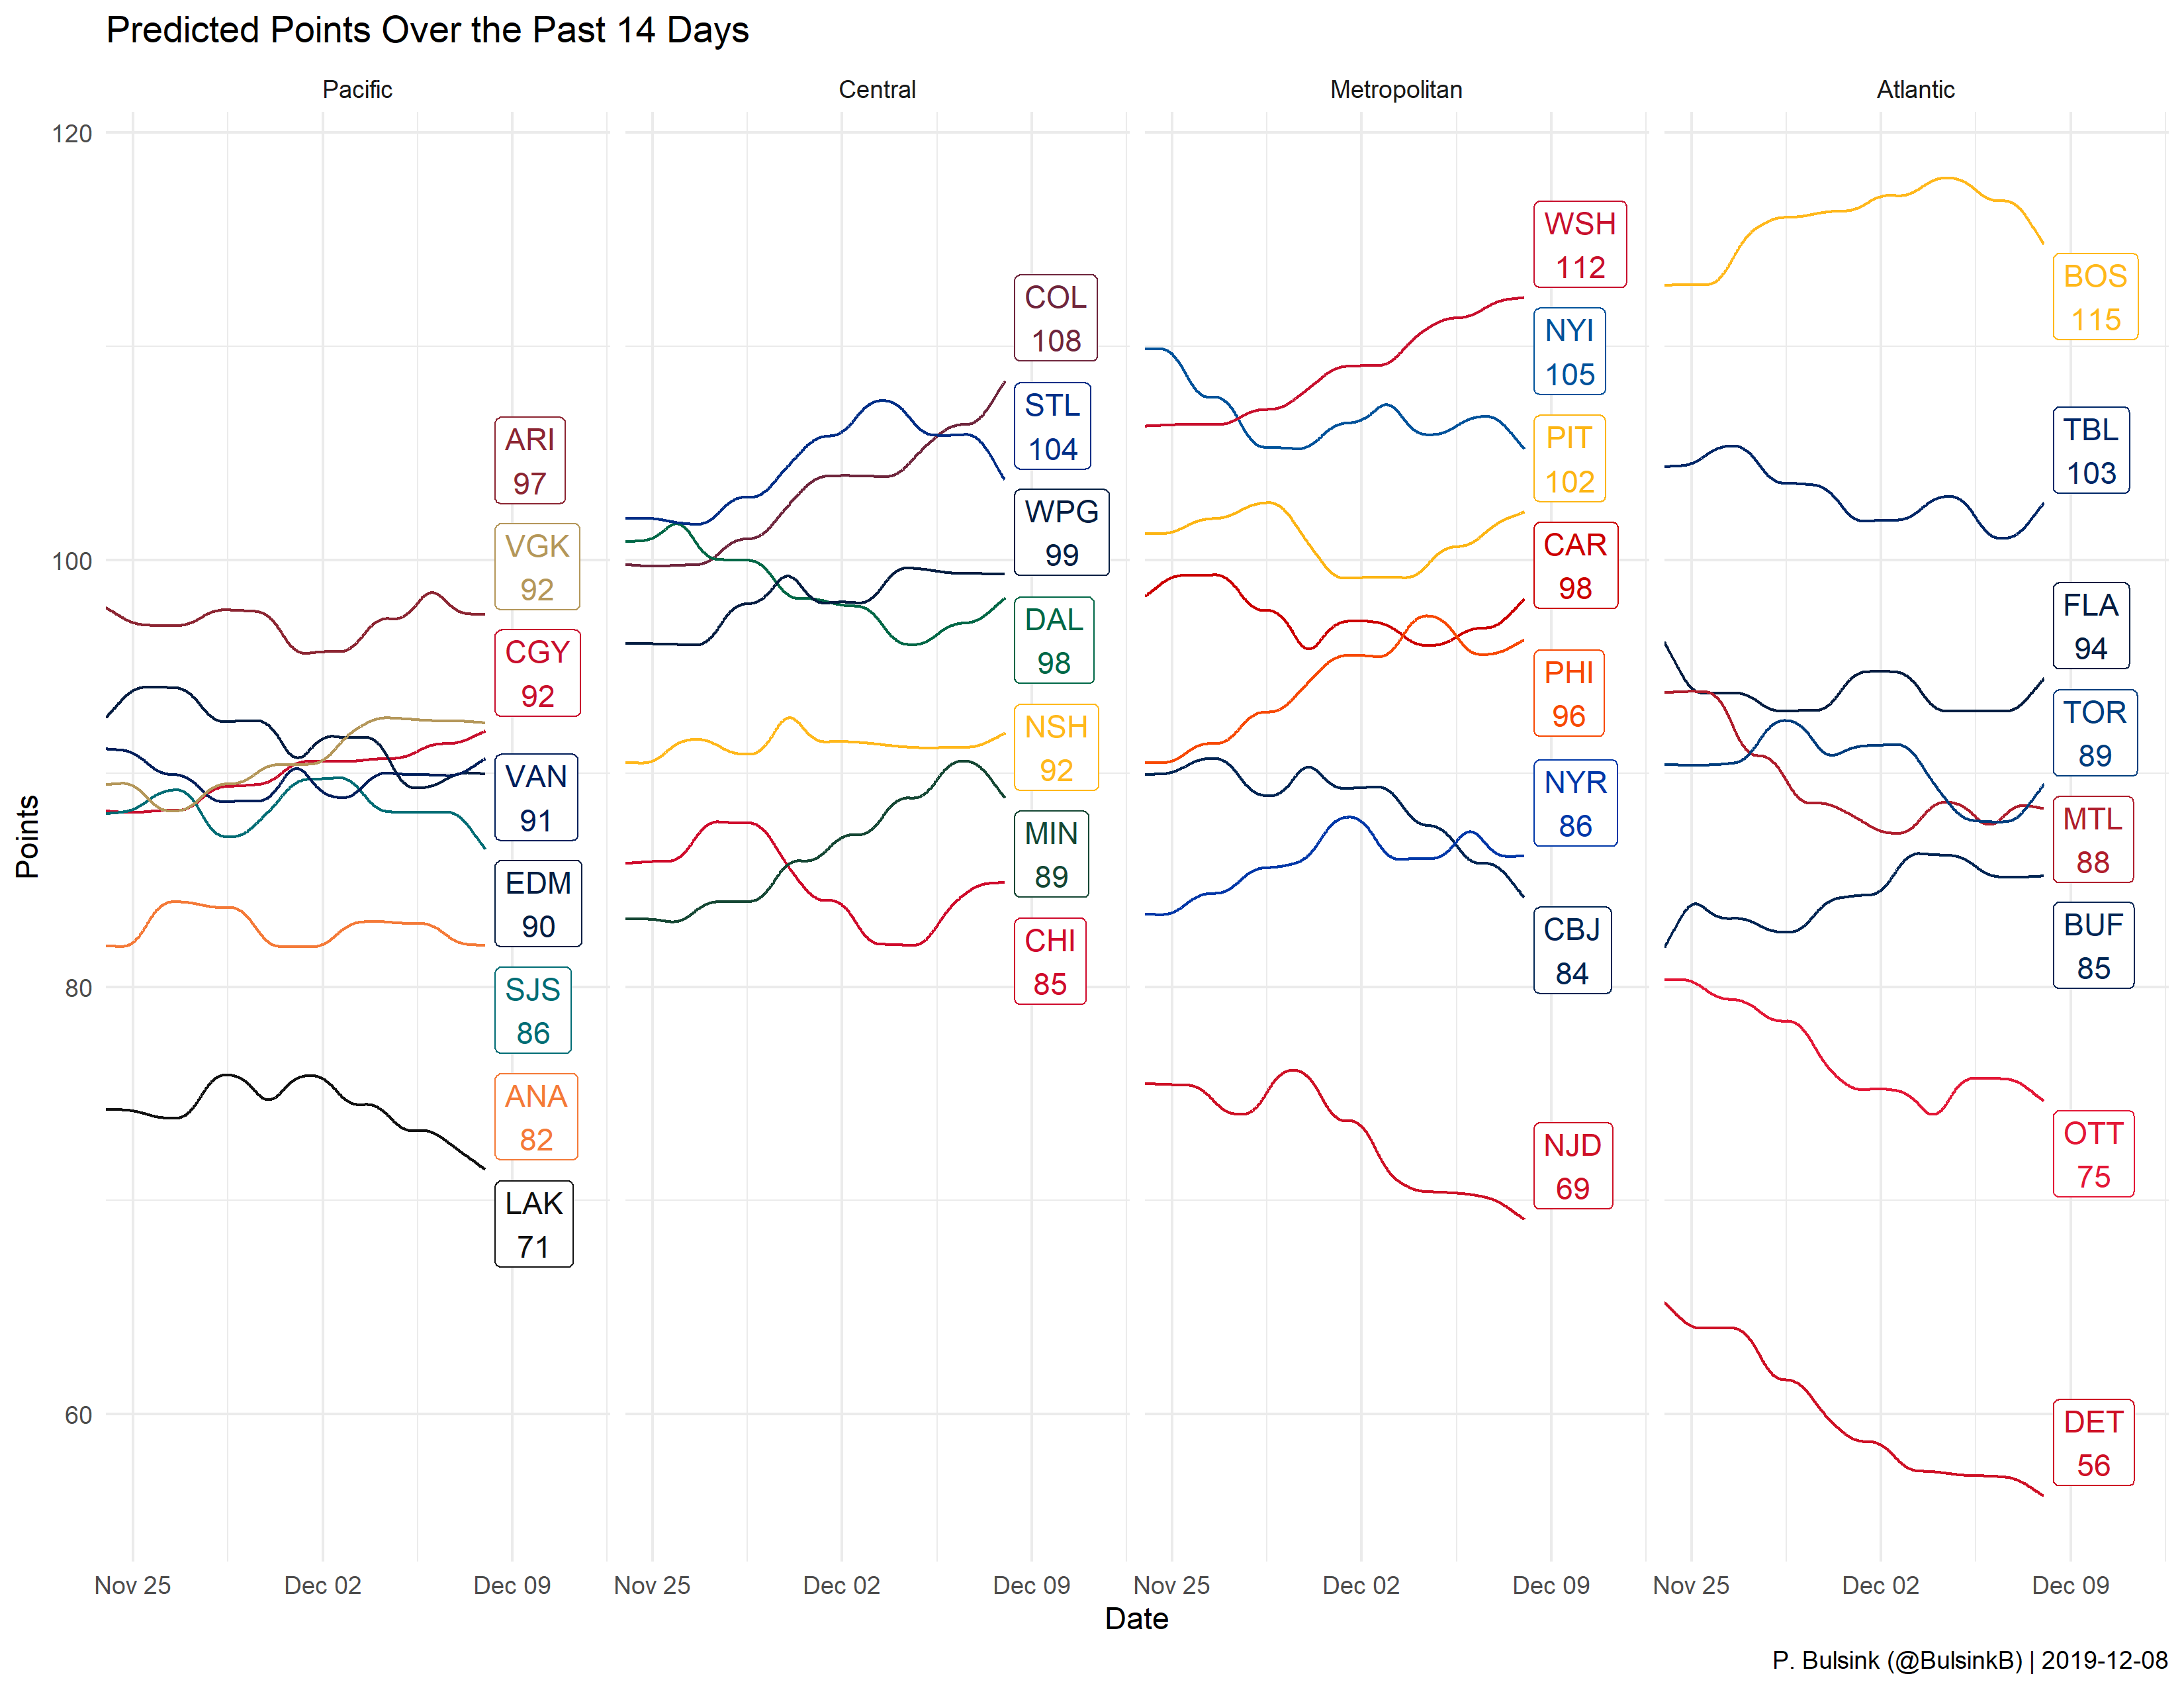 Predicted Points Over the Past 14 Days
Pacific
Central
Metropolitan
Atlantic
Points
120
100
80
60
ARI
97
VGK
92
CGY
92
VAN
91
EDM
90
SJS
86
ANA
82
LAK
71
COL
108
STL
104
WPG
99
DAL
98
NSH
92
MIN
89
CHI
85
WSH
112
NYI
105
PIT
102
CAR
98
PHI
96
NYR
86
CBJ
84
NJD
69
BOS
115
TBL
103
FLA
94
TOR
89
MTL
88
BUF
85
OTT
75
DET
56
Nov 25 Dec 02 Dec 09 Nov 25 Dec 02 Dec 09 Nov 25 Dec 02 Dec 09 Nov 25 Dec 02 Dec 09
Date
P. Bulsink (@BulsinkB) | 2019-12-08